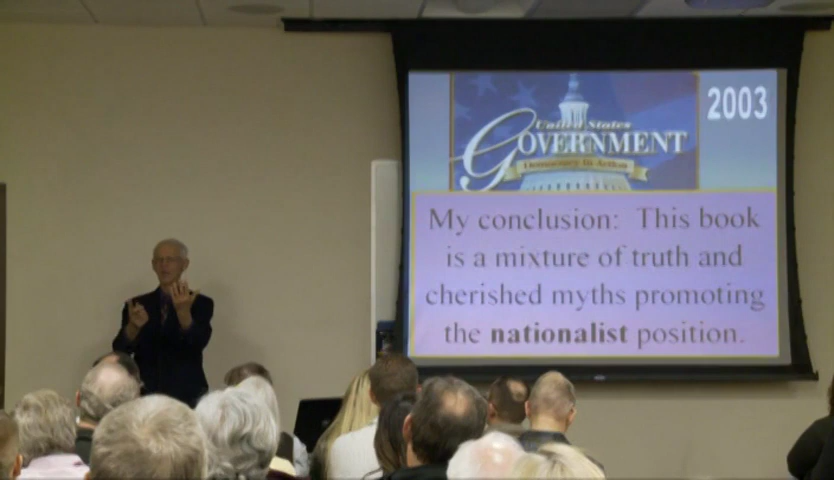 2003
United States
GOVERNMENT
Democracy in Action
My conclusion: This book
is a mixture of truth and
cherished myths promoting
the nationalist position.